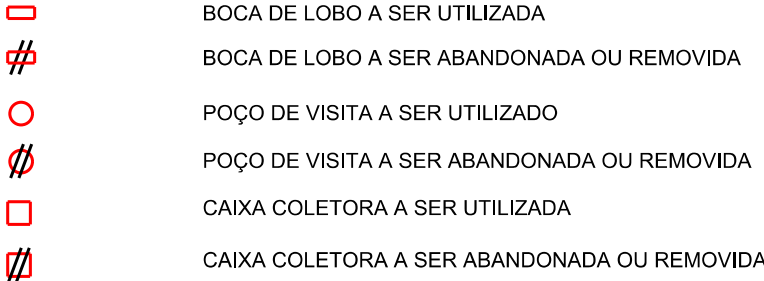 BOCA DE LOBO A SER UTILIZADA
BOCA DE LOBO A SER ABANDONADA OU REMOVIDA
POÇO DE VISITA A SER UTILIZADO
POÇO DE VISITA A SER ABANDONADA OU REMOVIDA
CAIXA COLETORA A SER UTILIZADA
CAIXA COLETORA A SER ABANDONADA OU REMOVIDA